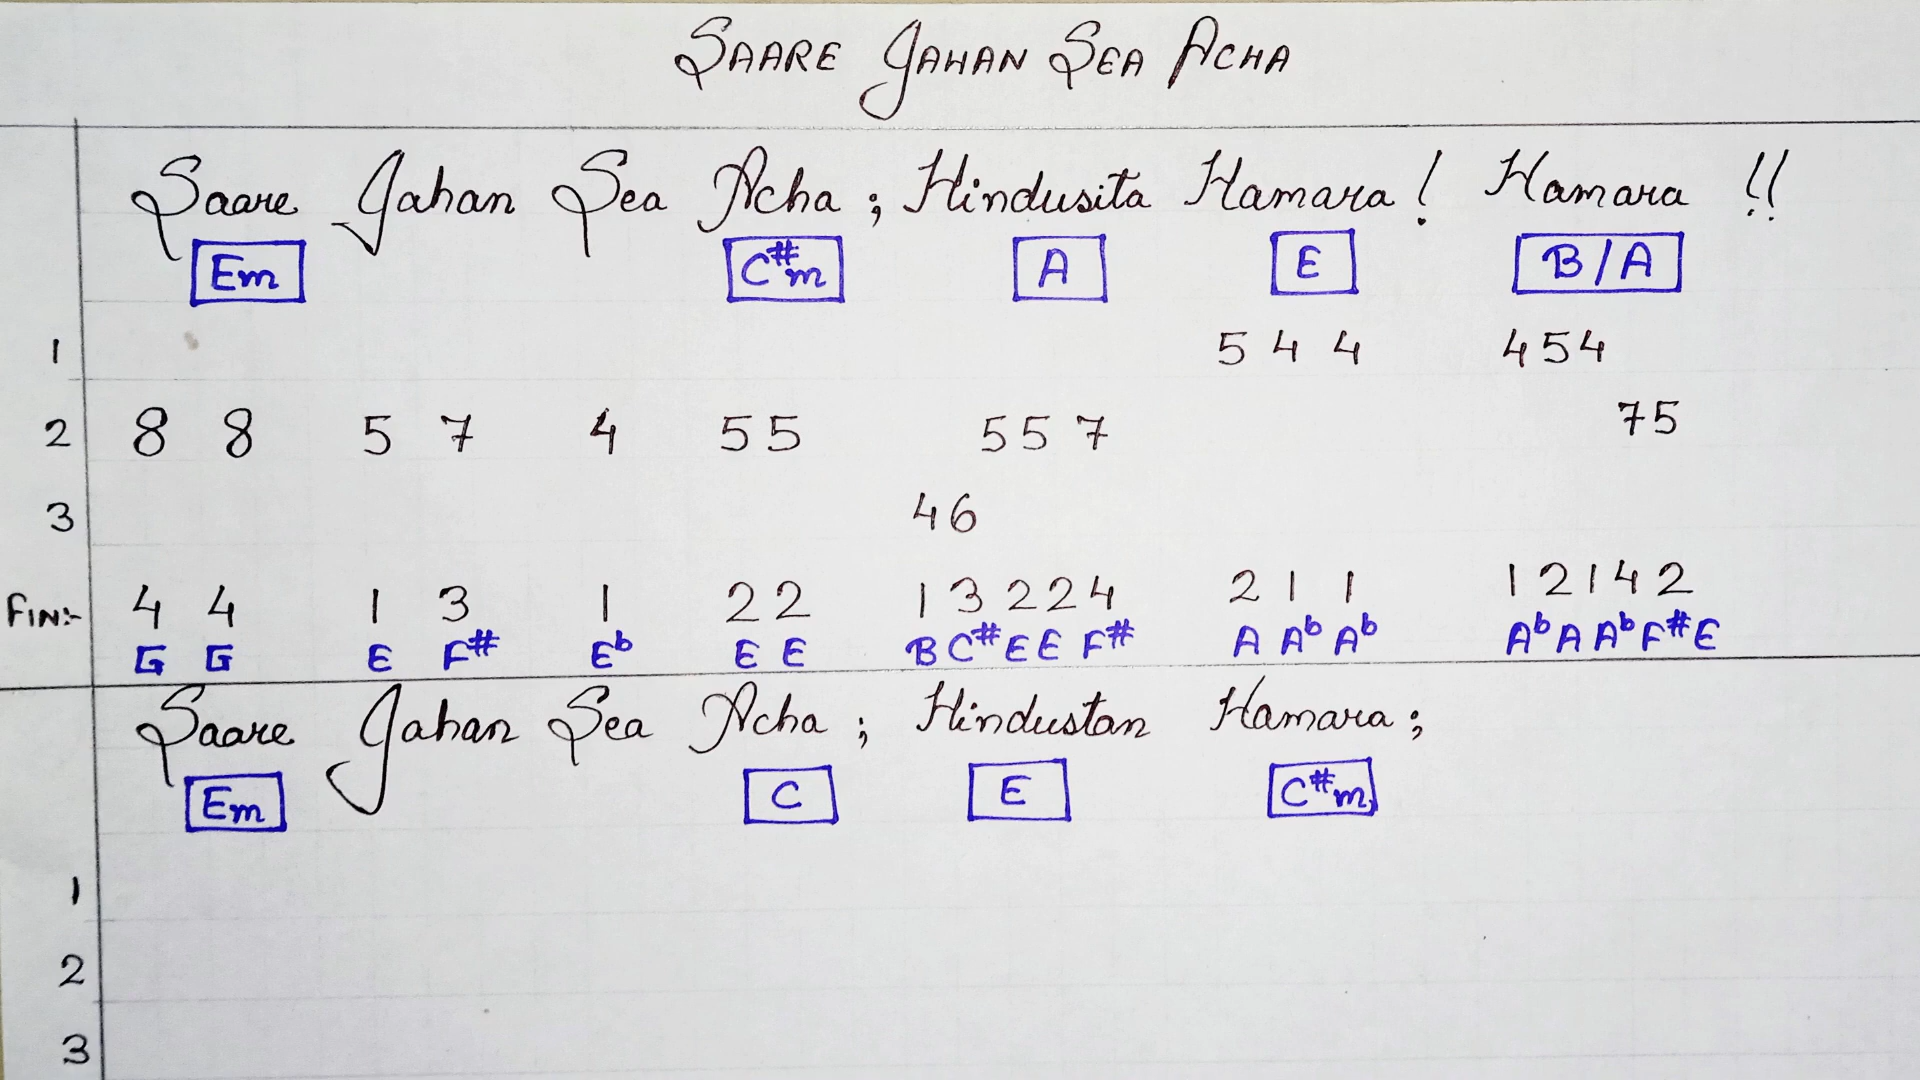 SAARE JAHAN SEA ACHA
Saare Jahan Sea Acha ; Hindusita Hamara ! Hamara !!
Em C#m A E B/A
1 5 4 4 4 5 4
2 8 8 5 7 4 5 5 5 5 7 7 5
3 4 6
FIN:- 4 4 1 3 1 2 2 1 3 2 2 4 2 1 1 1 2 1 4 2
G G E F# Eb E E B C# E E F# A Ab Ab Ab A Ab F# E
Saare Jahan Sea Acha ; Hindustan Hamara ;
Em C E C#m
1
2
3